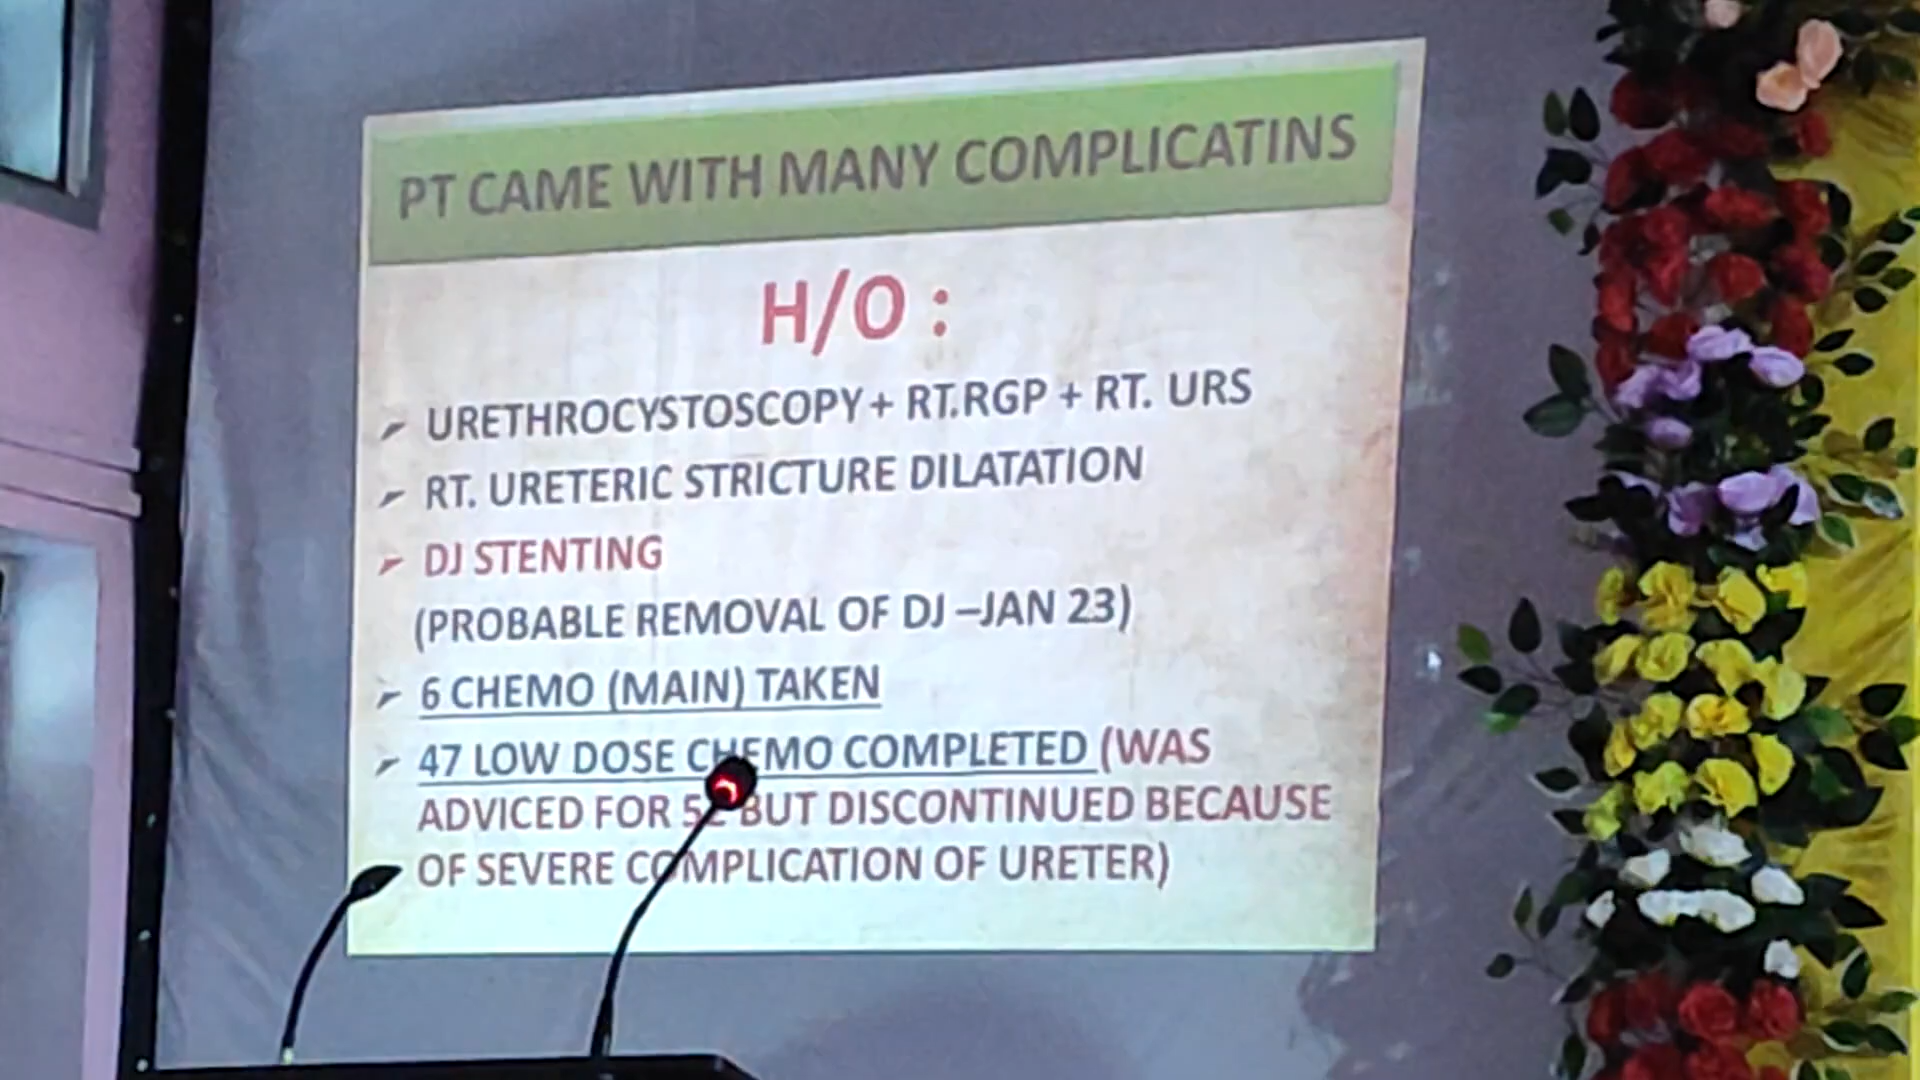 PT CAME WITH MANY COMPLICATINS
H/O :
URETHROCYSTOSCOPY + RT.RGP + RT. URS
RT. URETERIC STRICTURE DILATATION
DJ STENTING
(PROBABLE REMOVAL OF DJ –JAN 23)
6 CHEMO (MAIN) TAKEN
47 LOW DOSE CHEMO COMPLETED (WAS
ADVICED FOR BUT DISCONTINUED BECAUSE
OF SEVERE COMPLICATION OF URETER)